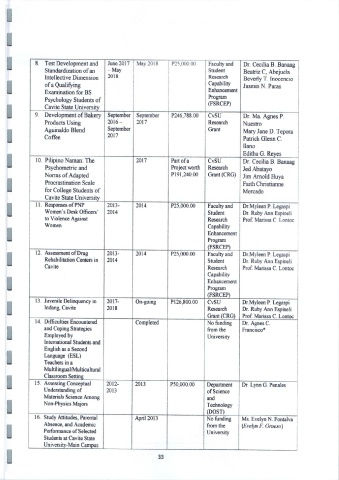 8. Test Development and Standardization of an Intellective Dimension of a Qualifying Examination for BS Psychology Students of Cavite State University
June 2017 – May 2018
May 2018
P25,000.00
Faculty and Student Research Capability Enhancement Program (FSRCEP)
Dr. Cecilia B. Banaag
Beatriz C. Abejuela
Beverly T. Inocencio
Jasmin N. Paras
9. Development of Bakery Products Using Aguinaldo Blend Coffee
September 2016 – September 2017
September 2017
P246,788.00
CvSU Research Grant
Dr. Ma. Agnes P. Nuestro
Mary Jane D. Tepora
Patrick Glenn C. Ilano
Editha G. Reyes
10. Pilipino Naman: The Psychometric and Norms of Adapted Procrastination Scale for College Students of Cavite State University
2017
Part of a Project worth P191,240.00
CvSU Research Grant (CRG)
Dr. Cecilia B. Banaag
Jed Abatayo
Jim Arnold Haya
Faith Christianne Mercado
11. Responses of PNP Women's Desk Officers' to Violence Against Women
2013-2014
2014
P25,000.00
Faculty and Student Research Capability Enhancement Program (FSRCEP)
Dr. Myleen P. Legaspi
Dr. Ruby Ann Espineli
Prof. Marissa C. Lontoc
12. Assessment of Drug Rehabilitation Centers in Cavite
2013-2014
2014
P25,000.00
Faculty and Student Research Capability Enhancement Program (FSRCEP)
Dr. Myleen P. Legaspi
Dr. Ruby Ann Espineli
Prof. Marissa C. Lontoc
13. Juvenile Delinquency in Indang, Cavite
2017-2018
On-going
P126,800.00
CvSU Research Grant (CRG)
Dr. Myleen P. Legaspi
Dr. Ruby Ann Espineli
Prof. Marissa C. Lontoc
14. Difficulties Encountered and Coping Strategies Employed by International Students and English as a Second Language (ESL) Teachers in a Multilingual/Multicultural Classroom Setting
Completed
No funding from the University
Dr. Agnes C. Francisco*
15. Assessing Conceptual Understanding of Materials Science Among Non-Physics Majors
2012-2013
2013
P50,000.00
Department of Science and Technology (DOST)
Dr. Lynn G. Penales
16. Study Attitudes, Parental Absence, and Academic Performance of Selected Students at Cavite State University-Main Campus
April 2013
No funding from the University
Ms. Evelyn N. Fontalva (Evelyn F.
33